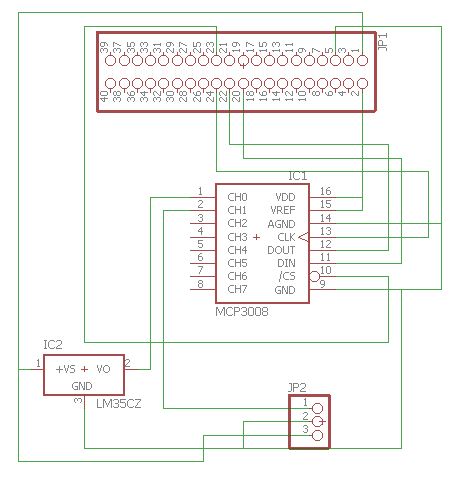 39 37 35 33 31 29 27 25 23 21 19 17 15 13 11 9 7 5 3 1
JP1
40 38 36 34 32 30 28 26 24 22 20 18 16 14 12 10 8 6 4 2
IC1
1 CH0 VDD 16
2 CH1 VREF 15
3 CH2 AGND 14
4 CH3 CLK 13
5 CH4 DOUT 12
6 CH5 DIN 11
7 CH6 /CS 10
8 CH7 GND 9
MCP3008
IC2
1 +VS VO 2
GND
3
LM35CZ
JP2
1
2
3